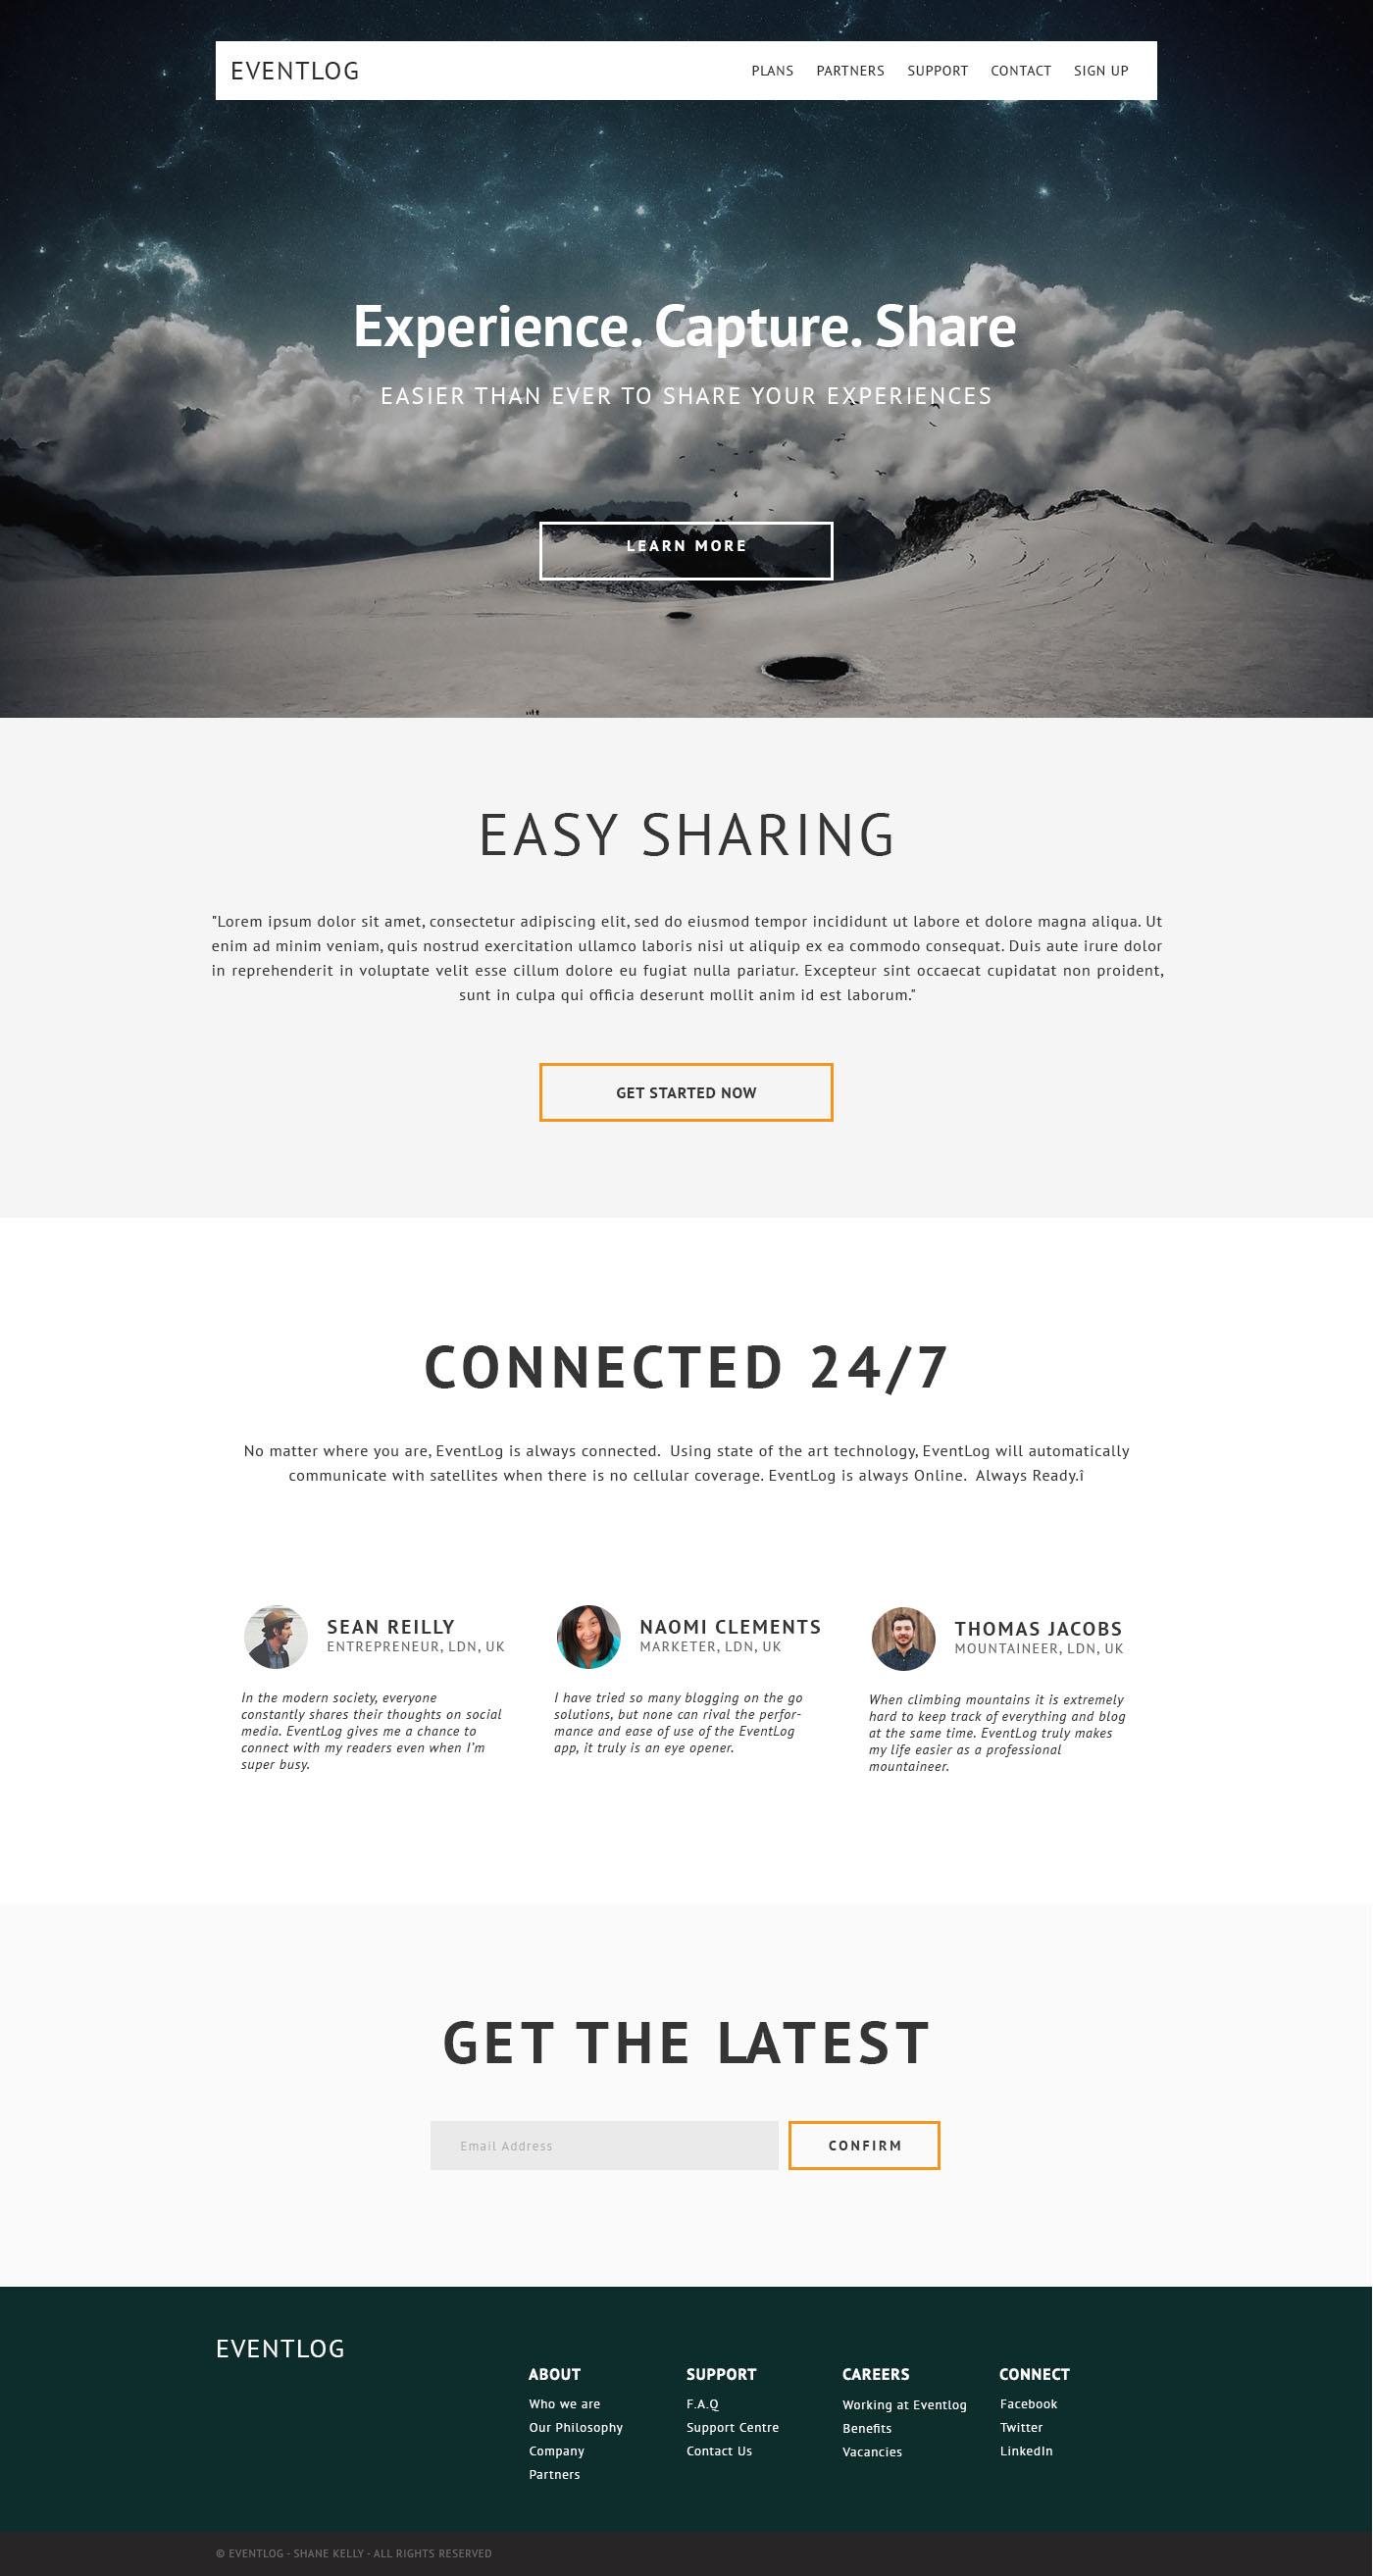 EVENTLOG
PLANS PARTNERS SUPPORT CONTACT SIGN UP
Experience. Capture. Share
EASIER THAN EVER TO SHARE YOUR EXPERIENCES
LEARN MORE
EASY SHARING
"Lorem ipsum dolor sit amet, consectetur adipiscing elit, sed do eiusmod tempor incididunt ut labore et dolore magna aliqua. Ut
enim ad minim veniam, quis nostrud exercitation ullamco laboris nisi ut aliquip ex ea commodo consequat. Duis aute irure dolor
in reprehenderit in voluptate velit esse cillum dolore eu fugiat nulla pariatur. Excepteur sint occaecat cupidatat non proident,
sunt in culpa qui officia deserunt mollit anim id est laborum."
GET STARTED NOW
CONNECTED 24/7
No matter where you are, EventLog is always connected.  Using state of the art technology, EventLog will automatically
communicate with satellites when there is no cellular coverage. EventLog is always Online.  Always Ready.î
SEAN REILLY
ENTREPRENEUR, LDN, UK
In the modern society, everyone
constantly shares their thoughts on social
media. EventLog gives me a chance to
connect with my readers even when I'm
super busy.
NAOMI CLEMENTS
MARKETER, LDN, UK
I have tried so many blogging on the go
solutions, but none can rival the perfor-
mance and ease of use of the EventLog
app, it truly is an eye opener.
THOMAS JACOBS
MOUNTAINEER, LDN, UK
When climbing mountains it is extremely
hard to keep track of everything and blog
at the same time. EventLog truly makes
my life easier as a professional
mountaineer.
GET THE LATEST
Email Address
CONFIRM
EVENTLOG
ABOUT
Who we are
Our Philosophy
Company
Partners
SUPPORT
F.A.Q
Support Centre
Contact Us
CAREERS
Working at Eventlog
Benefits
Vacancies
CONNECT
Facebook
Twitter
LinkedIn
© EVENTLOG - SHANE KELLY - ALL RIGHTS RESERVED